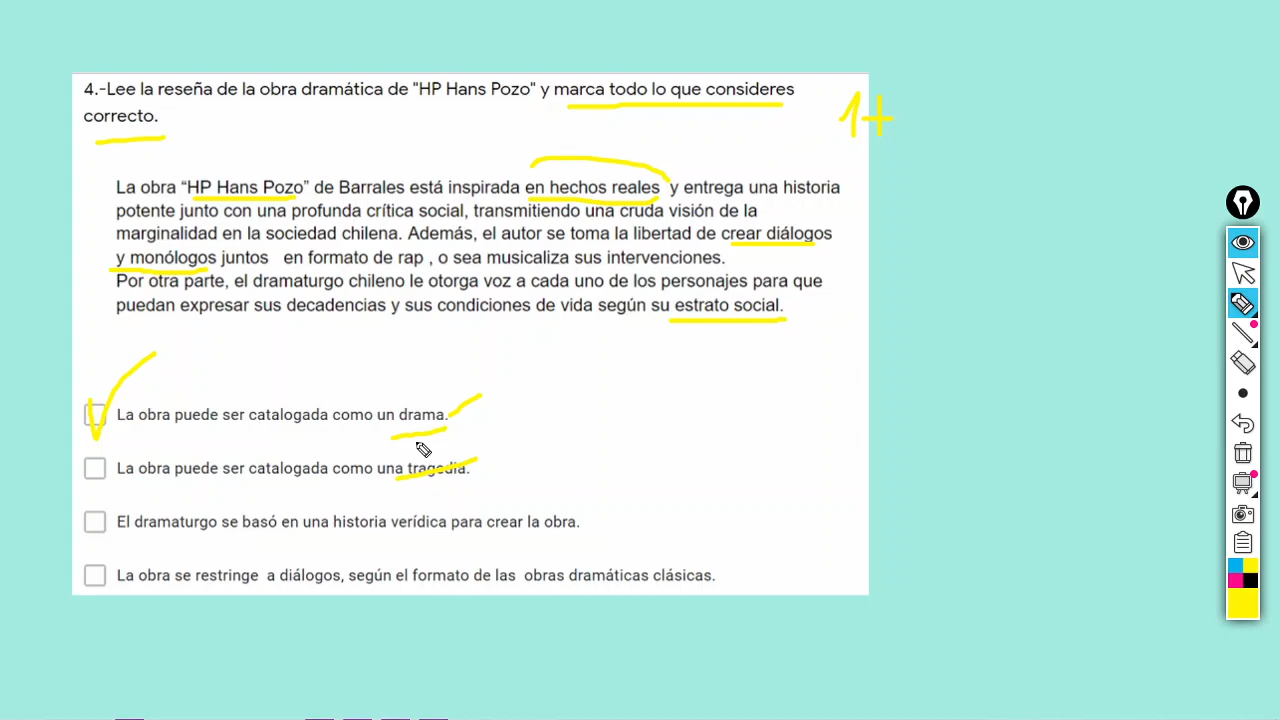 4.-Lee la reseña de la obra dramática de "HP Hans Pozo" y marca todo lo que consideres
correcto.
1+
La obra “HP Hans Pozo” de Barrales está inspirada en hechos reales y entrega una historia
potente junto con una profunda crítica social, transmitiendo una cruda visión de la
marginalidad en la sociedad chilena. Además, el autor se toma la libertad de crear diálogos
y monólogos juntos en formato de rap , o sea musicaliza sus intervenciones.
Por otra parte, el dramaturgo chileno le otorga voz a cada uno de los personajes para que
puedan expresar sus decadencias y sus condiciones de vida según su estrato social.
La obra puede ser catalogada como un drama.
La obra puede ser catalogada como una tragedia.
El dramaturgo se basó en una historia verídica para crear la obra.
La obra se restringe a diálogos, según el formato de las obras dramáticas clásicas.